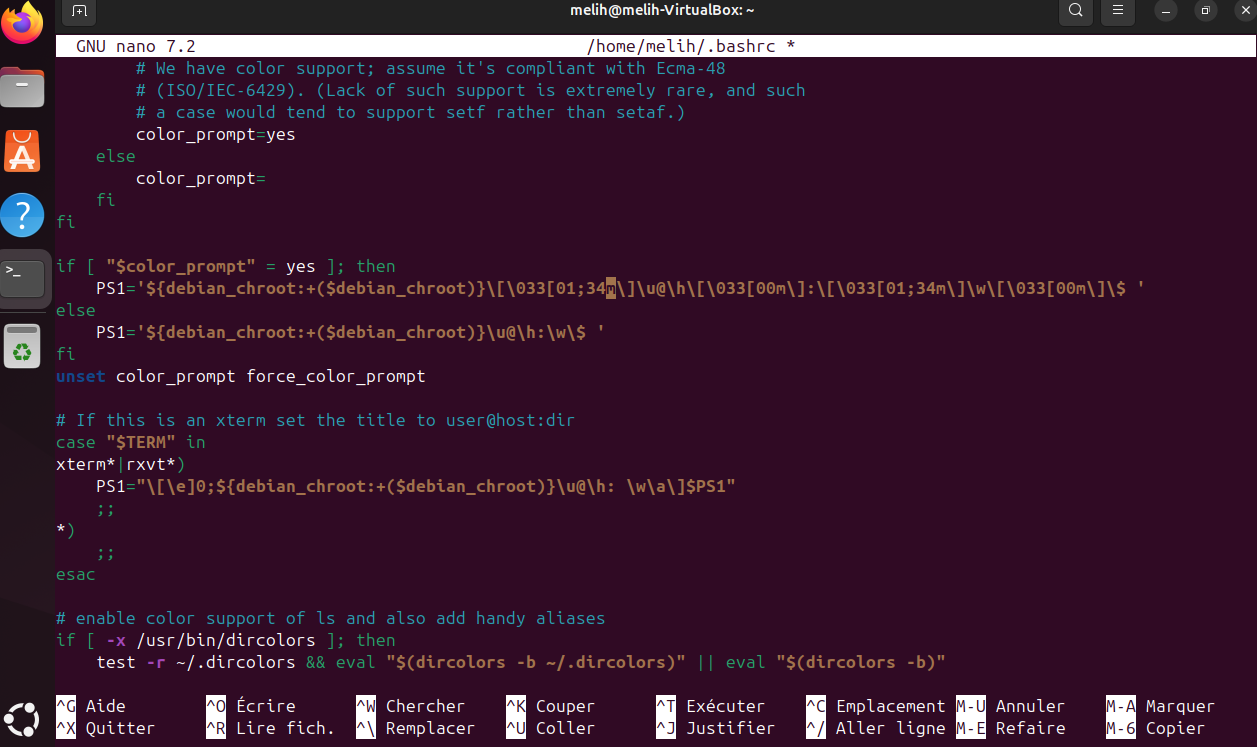 melih@melih-VirtualBox: ~
GNU nano 7.2 /home/melih/.bashrc *
# We have color support; assume it's compliant with Ecma-48
# (ISO/IEC-6429). (Lack of such support is extremely rare, and such
# a case would tend to support setf rather than setaf.)
color_prompt=yes
else
color_prompt=
fi
fi
if [ "$color_prompt" = yes ]; then
PS1='${debian_chroot:+($debian_chroot)}\[\033[01;34m\]\u@\h\[\033[00m\]:\[\033[01;34m\]\w\[\033[00m\]\$ '
else
PS1='${debian_chroot:+($debian_chroot)}\u@\h:\w\$ '
fi
unset color_prompt force_color_prompt
# If this is an xterm set the title to user@host:dir
case "$TERM" in
xterm*|rxvt*)
PS1="\[\e]0;${debian_chroot:+($debian_chroot)}\u@\h: \w\a\]$PS1"
;;
*)
;;
esac
# enable color support of ls and also add handy aliases
if [ -x /usr/bin/dircolors ]; then
test -r ~/.dircolors && eval "$(dircolors -b ~/.dircolors)" || eval "$(dircolors -b)"
^G Aide ^O Écrire ^W Chercher ^K Couper ^T Exécuter ^C Emplacement M-U Annuler M-A Marquer
^X Quitter ^R Lire fich. ^\ Remplacer ^U Coller ^J Justifier ^/ Aller ligne M-E Refaire M-6 Copier